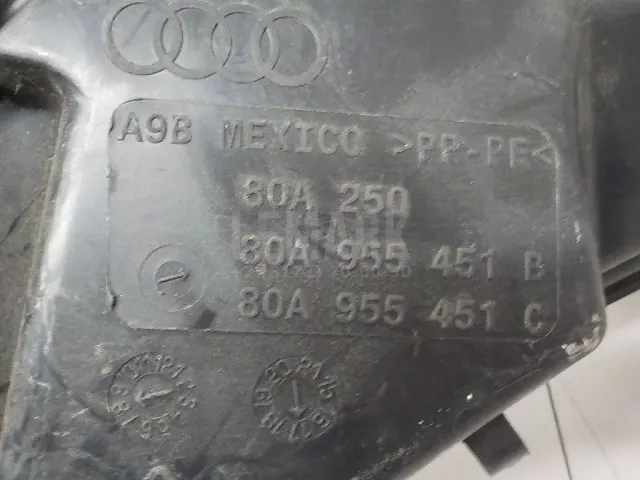 A9B MEXICO >PP-PE<
80A 250
80A 955 451 B
80A 955 451 C